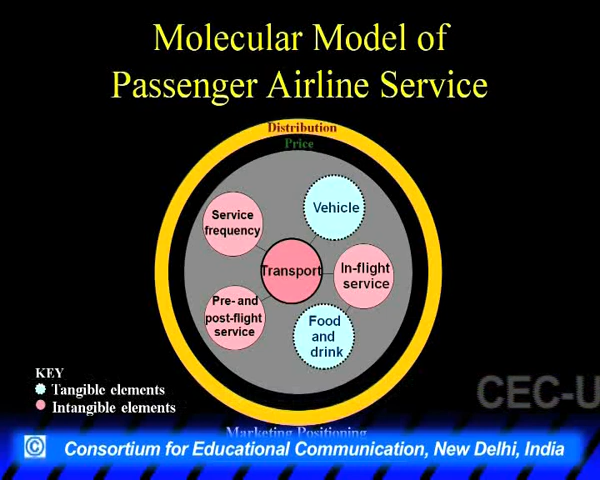 Molecular Model of
Passenger Airline Service
Distribution
Price
Service
frequency
Vehicle
Transport
In-flight
service
Pre- and
post-flight
service
Food
and
drink
KEY
Tangible elements
Intangible elements
CEC-U
Marketing Positioning
© Consortium for Educational Communication, New Delhi, India